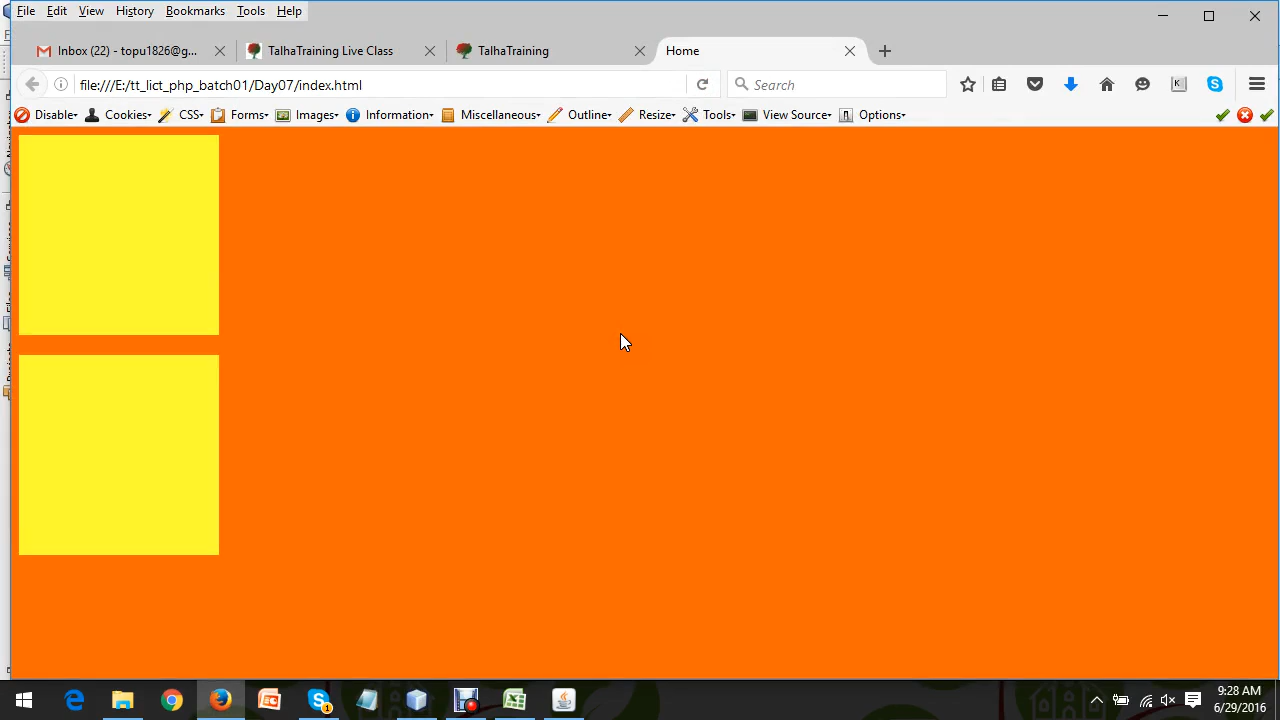 File Edit View History Bookmarks Tools Help
Inbox (22) - topu1826@g... TalhaTraining Live Class TalhaTraining Home
file:///E:/tt_lict_php_batch01/Day07/index.html Search
Disable Cookies CSS Forms Images Information Miscellaneous Outline Resize Tools View Source Options
9:28 AM
6/29/2016